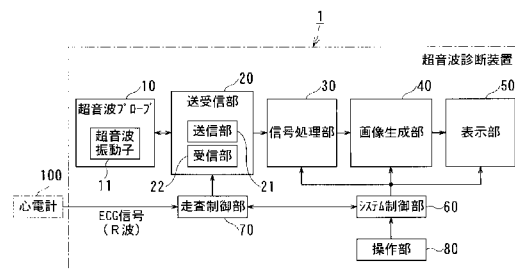 1
超音波診断装置
10
20
30
40
50
超音波プローブ
送受信部
超音波
振動子
11
送信部
受信部
22
21
信号処理部
画像生成部
表示部
100
心電計
ECG信号
(R波)
走査制御部
70
システム制御部
60
操作部
80